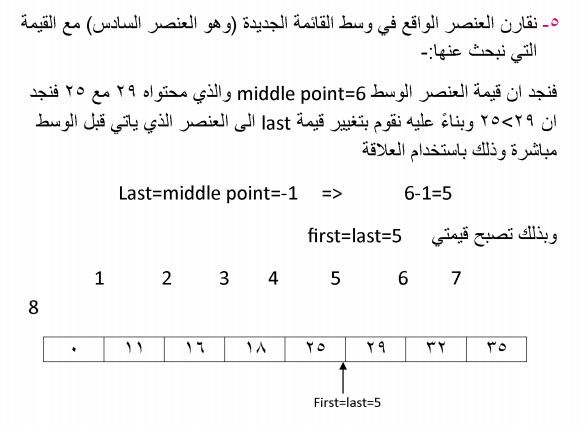 ٥- نقارن العنصر الواقع في وسط القائمة الجديدة (وهو العنصر السادس) مع القيمة
التي نبحث عنها:-
فنجد ان قيمة العنصر الوسط middle point=6 والذي محتواه ٢٩ مع ٢٥ فنجد
ان ٢٩>٢٥ وبناءً عليه نقوم بتغيير قيمة last الى العنصر الذي ياتي قبل الوسط
مباشرة وذلك باستخدام العلاقة
Last=middle point=-1 => 6-1=5
وبذلك تصبح قيمتي first=last=5
1 2 3 4 5 6 7
8
٠ ١١ ١٦ ١٨ ٢٥ ٢٩ ٣٢ ٣٥
First=last=5